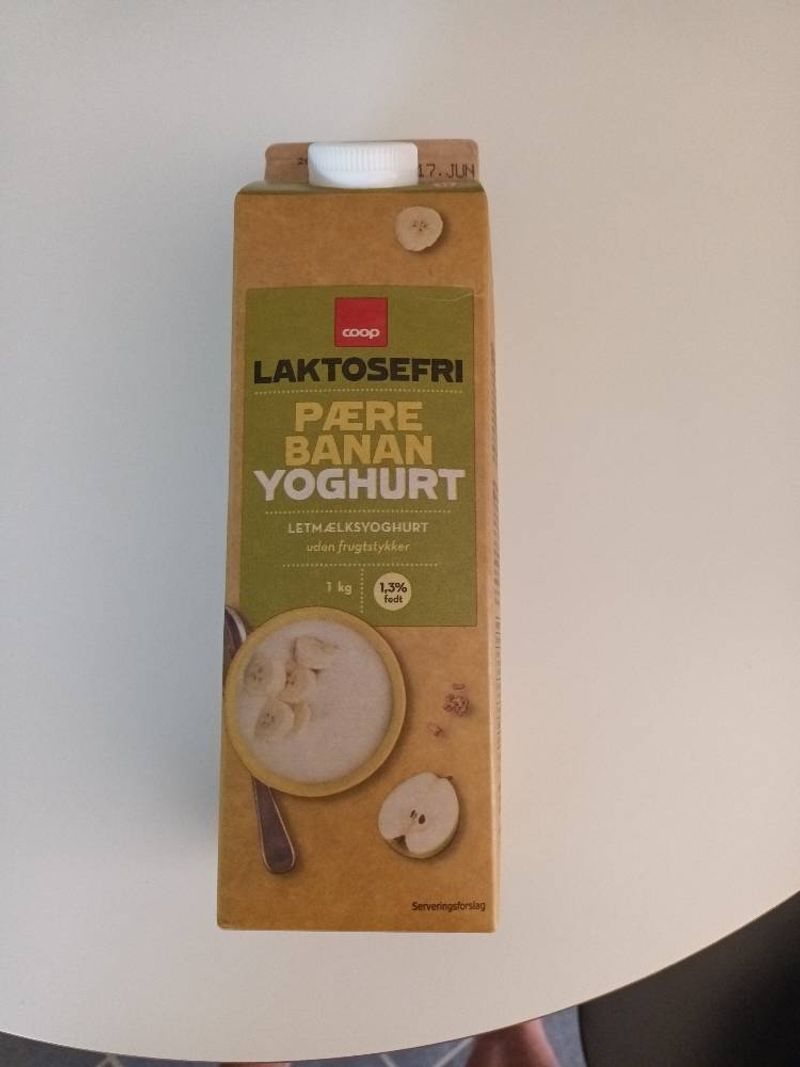 17. JUN
coop
LAKTOSEFRI
PÆRE
BANAN
YOGHURT
LETMÆLKSYOGHURT
uden frugtstykker
1 kg
1,3%
fedt
Serveringsforslag